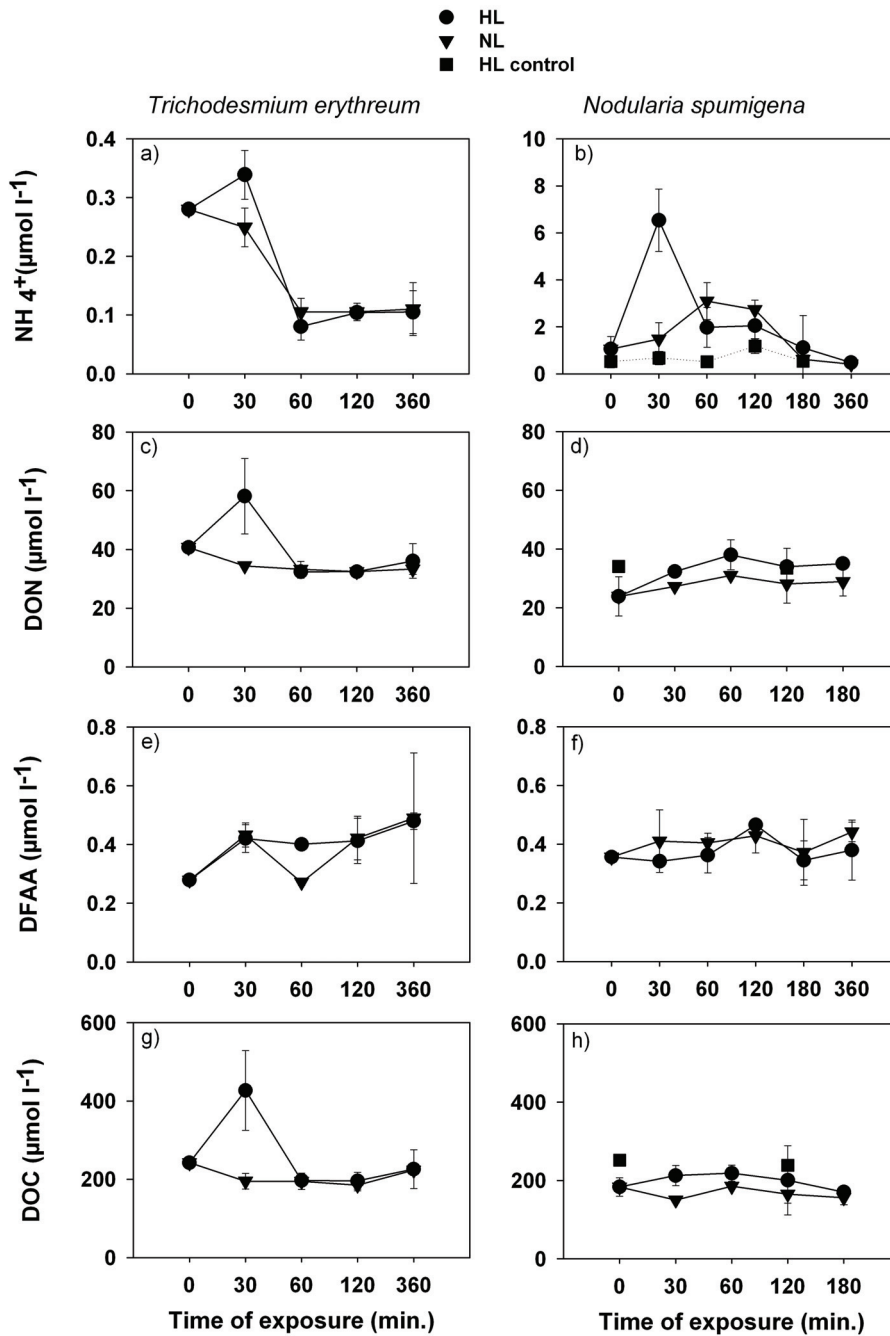 HL
NL
HL control
Trichodesmium erythreum
Nodularia spumigena
NH 4⁺(µmol l⁻¹)
a)
0.4
0.3
0.2
0.1
0.0
0 30 60 120 360
b)
10
8
6
4
2
0
0 30 60 120 180 360
DON (µmol l⁻¹)
c)
80
60
40
20
0
0 30 60 120 360
d)
80
60
40
20
0
0 30 60 120 180
DFAA (µmol l⁻¹)
e)
0.8
0.6
0.4
0.2
0.0
0 30 60 120 360
f)
0.8
0.6
0.4
0.2
0.0
0 30 60 120 180 360
DOC (µmol l⁻¹)
g)
600
400
200
0
0 30 60 120 360
Time of exposure (min.)
h)
600
400
200
0
0 30 60 120 180
Time of exposure (min.)